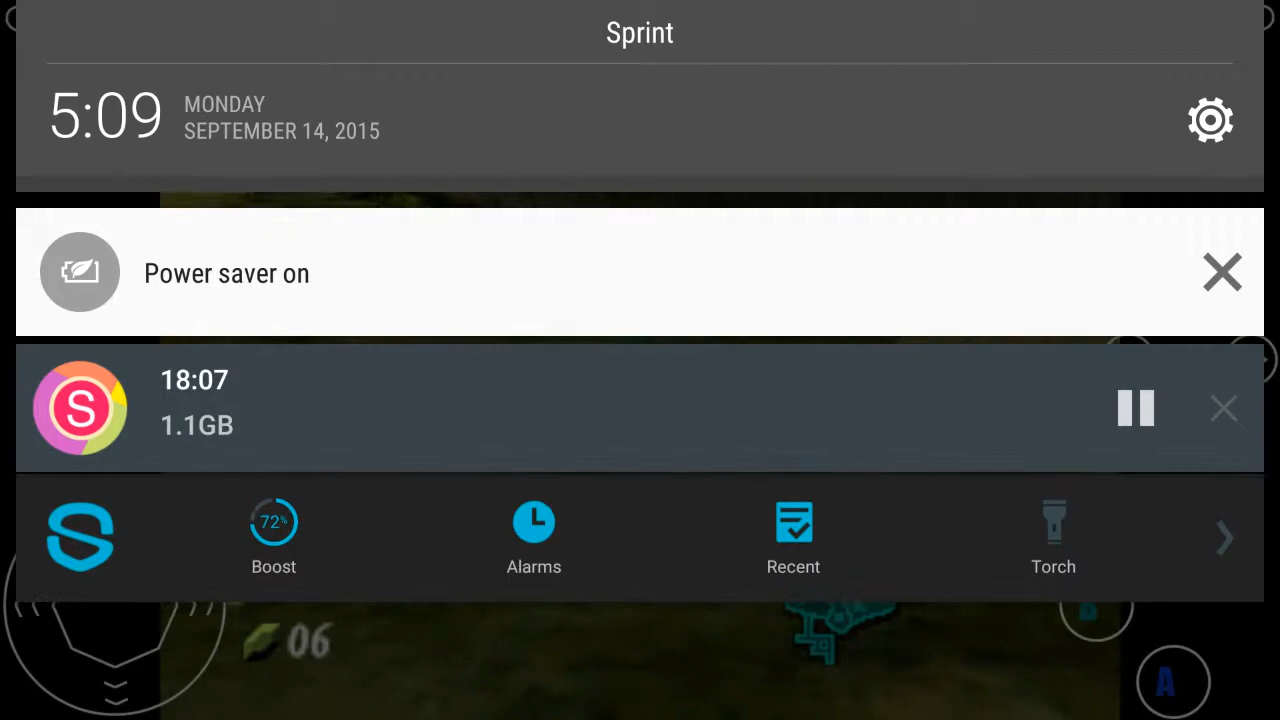 Sprint
5:09
MONDAY
SEPTEMBER 14, 2015
Power saver on
S
18:07
1.1GB
72%
Boost
Alarms
Recent
Torch
06
B
A